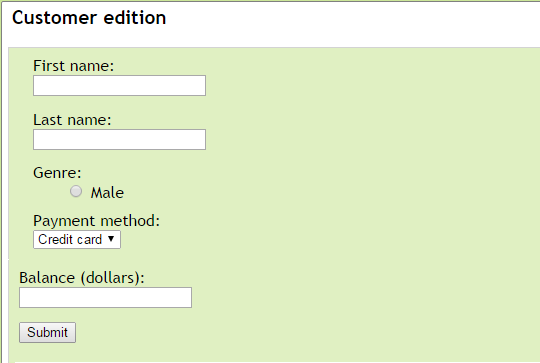 Customer edition
First name:
Last name:
Genre:
Male
Payment method:
Credit card
Balance (dollars):
Submit